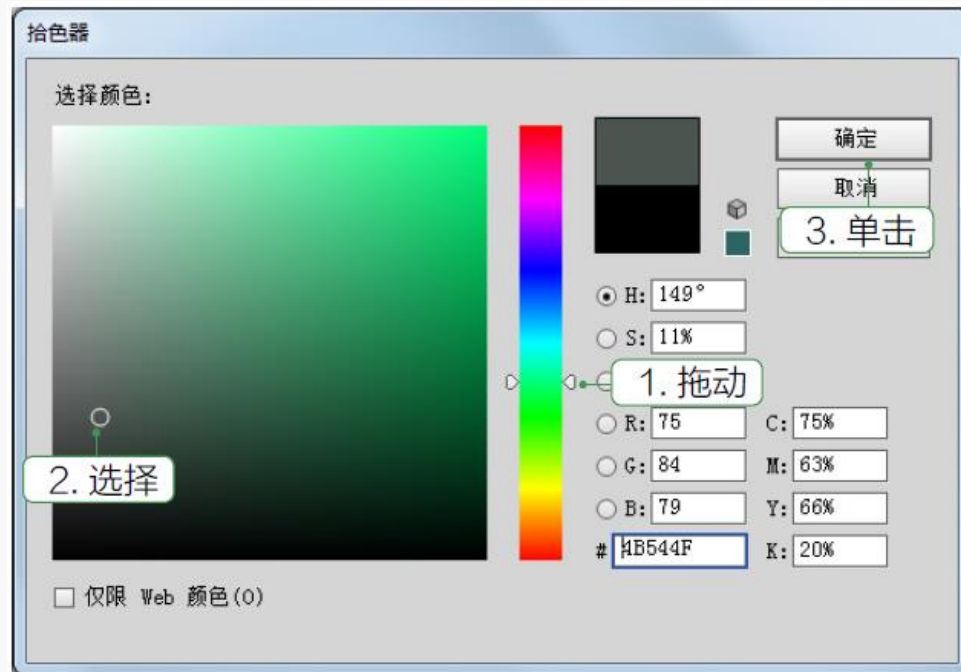 拾色器
选择颜色:
确定
取消
3. 单击
H: 149°
S: 11%
1. 拖动
R: 75 C: 75%
2. 选择
G: 84 M: 63%
B: 79 Y: 66%
# 4B544F K: 20%
仅限 Web 颜色(O)